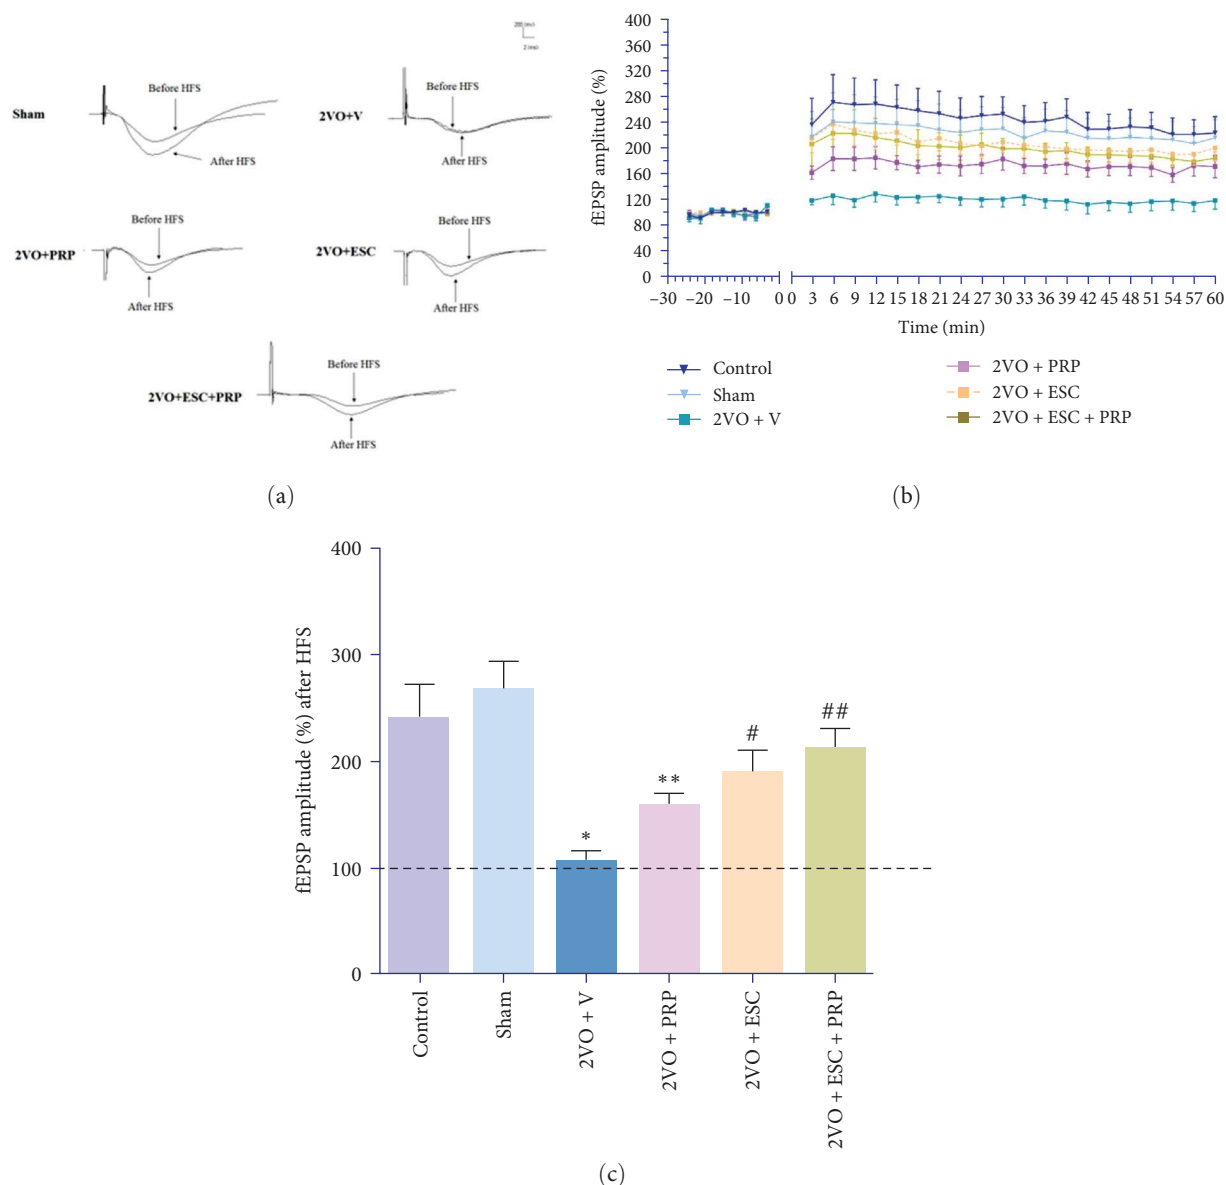 200 (mv)
2 (ms)
Sham
Before HFS
After HFS
2VO+V
Before HFS
After HFS
2VO+PRP
Before HFS
After HFS
2VO+ESC
Before HFS
After HFS
2VO+ESC+PRP
Before HFS
After HFS
(a)
fEPSP amplitude (%)
400
360
320
280
240
200
160
120
80
40
0
−30 −20 −10 0 0 3 6 9 12 15 18 21 24 27 30 33 36 39 42 45 48 51 54 57 60
Time (min)
Control
Sham
2VO + V
2VO + PRP
2VO + ESC
2VO + ESC + PRP
(b)
fEPSP amplitude (%) after HFS
400
300
200
100
0
*
**
#
##
Control
Sham
2VO + V
2VO + PRP
2VO + ESC
2VO + ESC + PRP
(c)